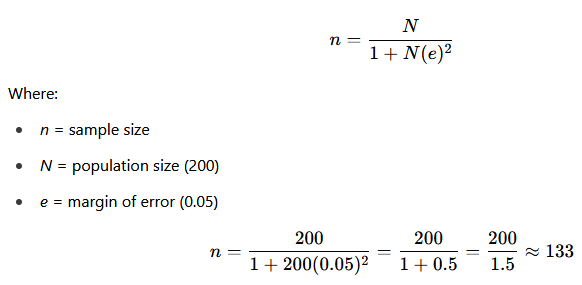 n = N / (1 + N(e)²)
Where:
• n = sample size
• N = population size (200)
• e = margin of error (0.05)
n = 200 / (1 + 200(0.05)²) = 200 / (1 + 0.5) = 200 / 1.5 ≈ 133